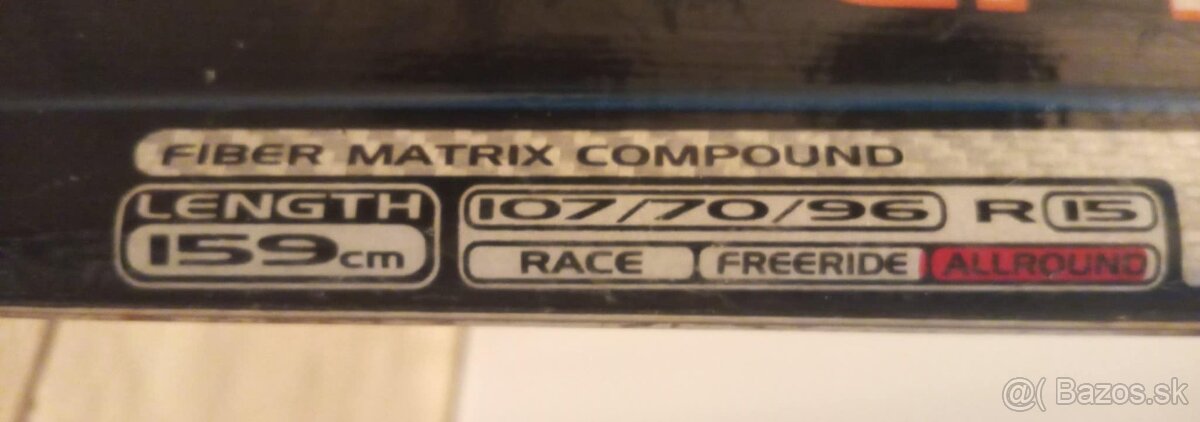 FIBER MATRIX COMPOUND
LENGTH
159cm
107/70/96 R 15
RACE FREERIDE ALLROUND
@( Bazos.sk